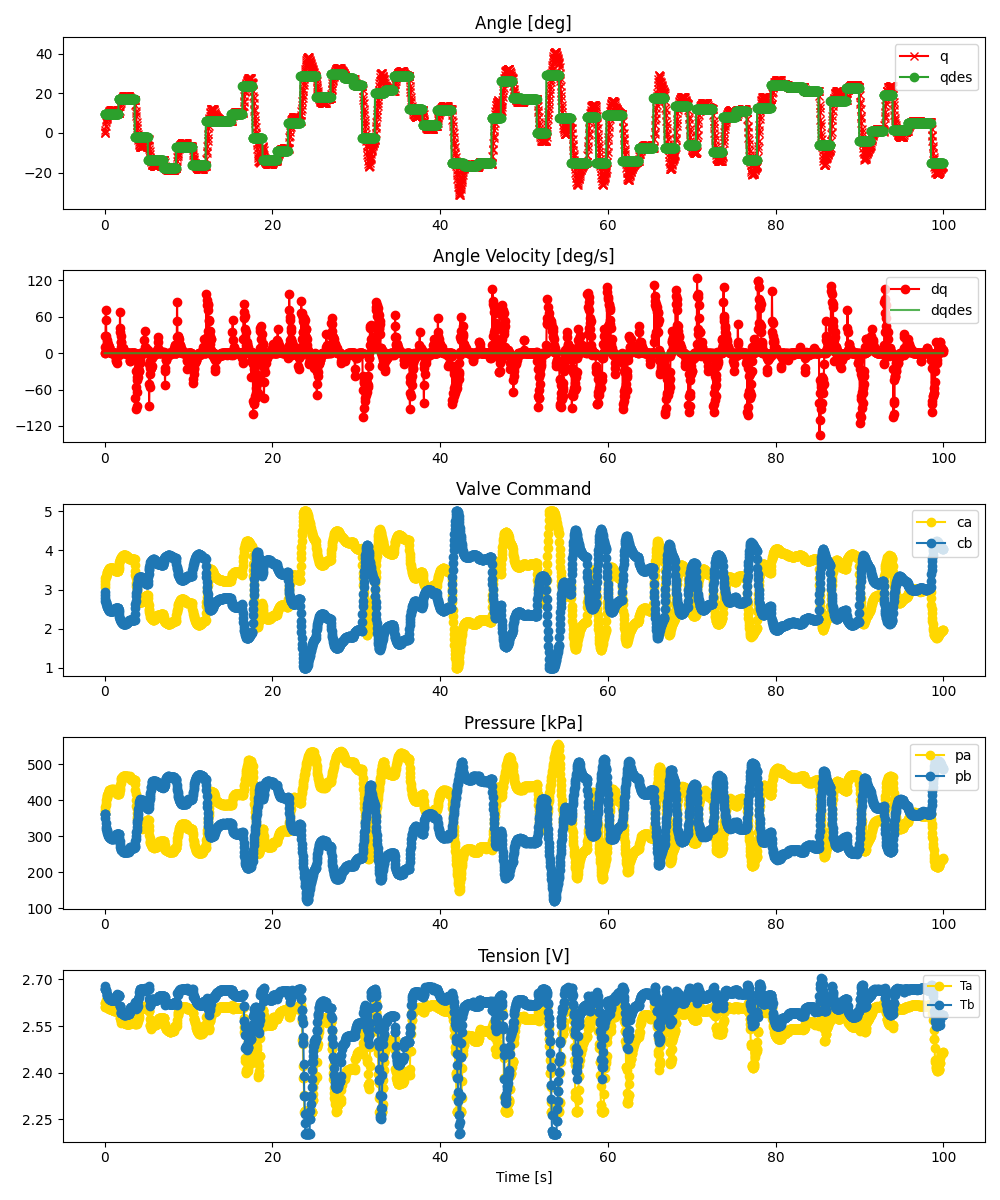 Angle [deg]
40
20
0
−20
q
qdes
0 20 40 60 80 100
Angle Velocity [deg/s]
120
60
0
−60
−120
dq
dqdes
0 20 40 60 80 100
Valve Command
5
4
3
2
1
ca
cb
0 20 40 60 80 100
Pressure [kPa]
500
400
300
200
100
pa
pb
0 20 40 60 80 100
Tension [V]
2.70
2.55
2.40
2.25
Ta
Tb
0 20 40 60 80 100
Time [s]